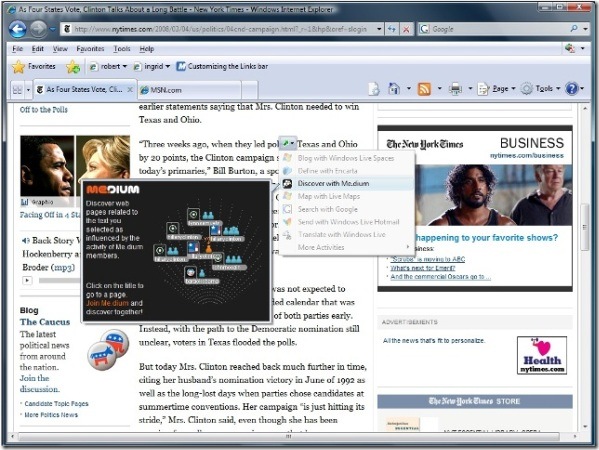 As Four States Vote, Clinton Talks About a Long Battle - New York Times - Windows Internet Explorer
http://www.nytimes.com/2008/03/04/us/politics/04cnd-campaign.html?_r=1&hp&oref=slogin
Google
File Edit View Favorites Tools Help
Favorites robert ingrid Customizing the Links bar
As Four States Vote, Cli...
MSN.com
Page Tools
Off to the Polls
Graphic
Facing Off in 4 Sta
Back Story
Hockenberry a
Broder (mp3)
Blog
The Caucus
The latest
political news
from around
the nation.
Join the
discussion.
Candidate Topic Pages
More Politics News
earlier statements saying that Mrs. Clinton needed to win
Texas and Ohio.
“Three weeks ago, when they led po Texas and Ohio
by 20 points, the Clinton campaign s
today's primaries,” Bill Burton, a spo
Blog with Windows Live Spaces
Define with Encarta
Discover with Me.dium
Map with Live Maps
Search with Google
Send with Windows Live Hotmail
Translate with Windows Live
More Activities
MEDIUM
Discover web
pages related to
the text you
selected as
influenced by the
activity of Me.dium
members.
Click on the title to
go to a page.
Join Me.dium and
discover together!
was not expected to
ded calendar that was
of both parties early.
Instead, with the path to the Democratic nomination still
unclear, voters in Texas flooded the polls.
But today Mrs. Clinton reached back much further in time,
citing her husband's nomination victory in June of 1992 as
well as the long-lost days when parties chose candidates at
summertime conventions. Her campaign “is just hitting its
stride,” Mrs. Clinton said, even though she has been
The New York Times
BUSINESS
nytimes.com/business
happening to your favorite shows?
"Scrubs" is moving to ABC
What's next for Ernest?
And the commercial Oscars go to...
ADVERTISEMENTS
All the news that's fit to personalize.
Health
nytimes.com
The New York Times STORE